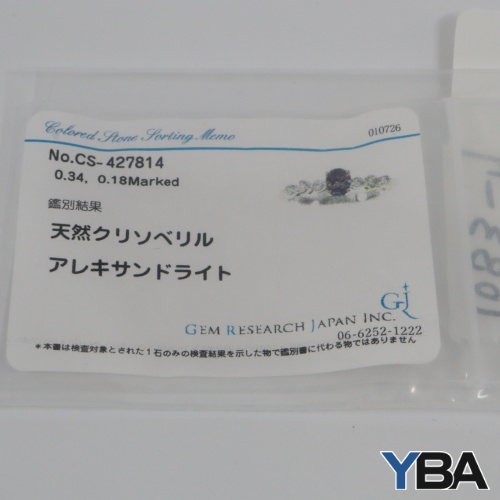 Colored Stone Sorting Memo
010726
No.CS-427814
0.34, 0.18Marked
鑑別結果
天然クリソベリル
アレキサンドライト
GJ
GEM RESEARCH JAPAN INC.
06-6252-1222
*本書は検査対象とされた1石のみの検査結果を示した物で鑑別書に代わる物ではありません
YBA